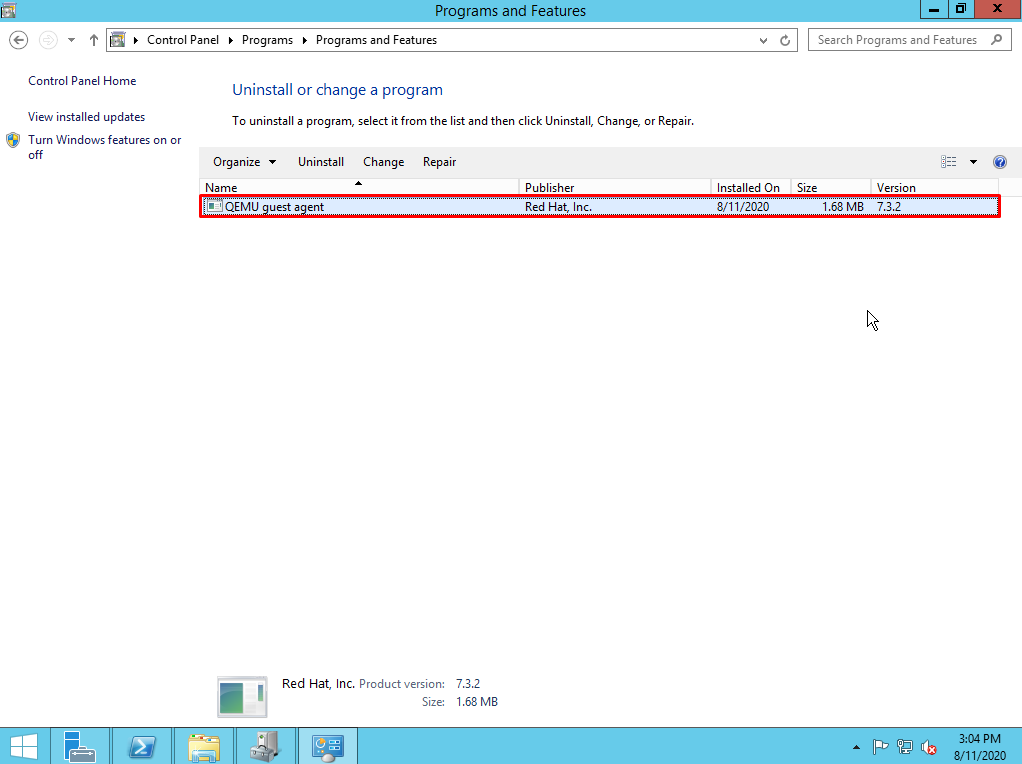 Programs and Features
Control Panel Programs Programs and Features
Search Programs and Features
Control Panel Home
View installed updates
Turn Windows features on or
off
Uninstall or change a program
To uninstall a program, select it from the list and then click Uninstall, Change, or Repair.
Organize Uninstall Change Repair
Name Publisher Installed On Size Version
QEMU guest agent Red Hat, Inc. 8/11/2020 1.68 MB 7.3.2
Red Hat, Inc. Product version: 7.3.2
Size: 1.68 MB
3:04 PM
8/11/2020